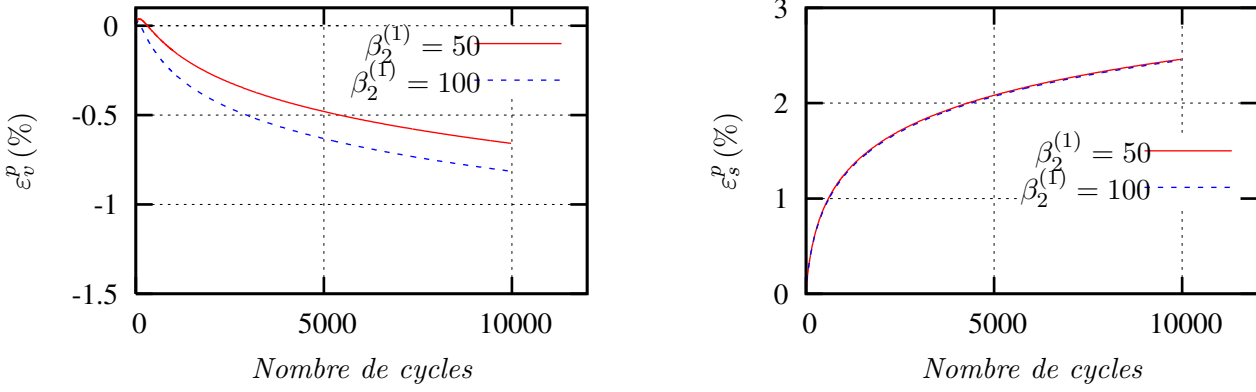 0
-0.5
-1
-1.5
0
5000
10000
ε_v^p (%)
Nombre de cycles
β_2^(1) = 50
β_2^(1) = 100
3
2
1
0
0
5000
10000
ε_s^p (%)
Nombre de cycles
β_2^(1) = 50
β_2^(1) = 100